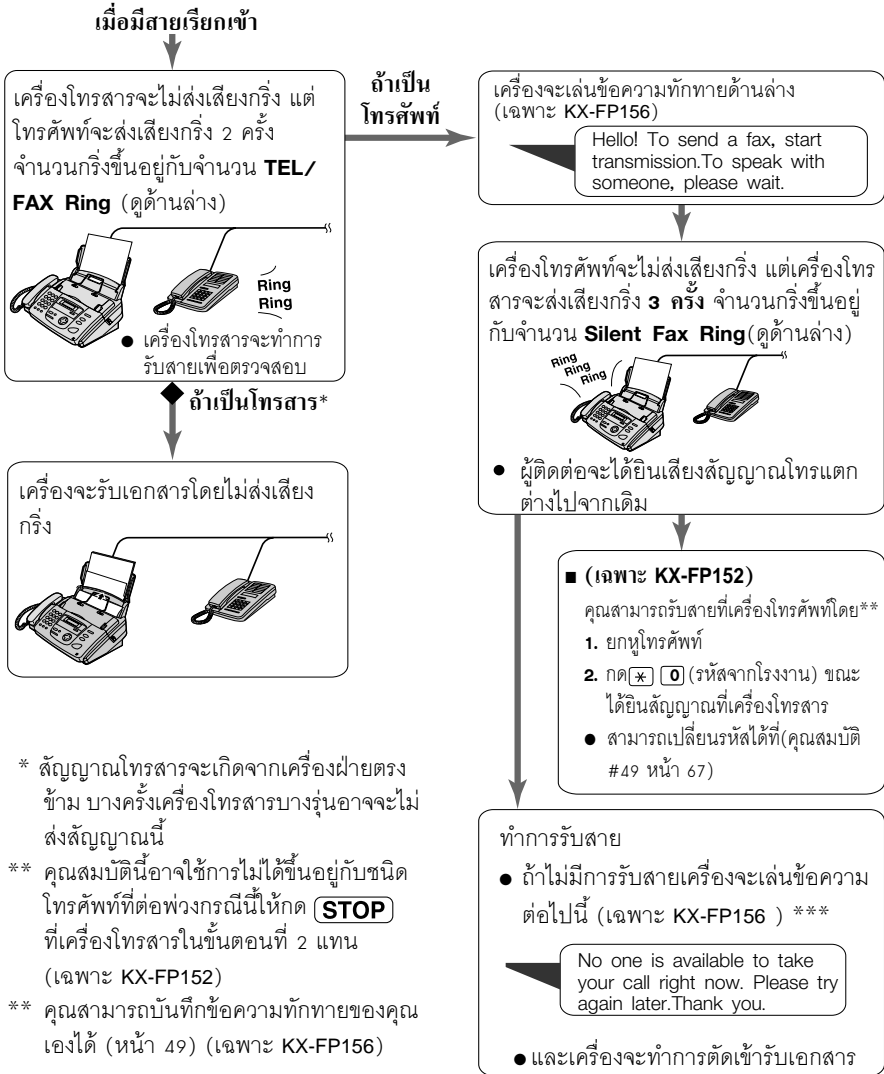 เมื่อมีสายเรียกเข้า
เครื่องโทรสารจะไม่ส่งเสียงกริ่ง แต่
โทรศัพท์จะส่งเสียงกริ่ง 2 ครั้ง
จำนวนกริ่งขึ้นอยู่กับจำนวน TEL/
FAX Ring (ดูด้านล่าง)
Ring
Ring
● เครื่องโทรสารจะทำการ
รับสายเพื่อตรวจสอบ
ถ้าเป็น
โทรศัพท์
เครื่องจะเล่นข้อความทักทายด้านล่าง
(เฉพาะ KX-FP156)
Hello! To send a fax, start
transmission.To speak with
someone, please wait.
เครื่องโทรศัพท์จะไม่ส่งเสียงกริ่ง แต่เครื่องโทร
สารจะส่งเสียงกริ่ง 3 ครั้ง จำนวนกริ่งขึ้นอยู่
กับจำนวน Silent Fax Ring(ดูด้านล่าง)
Ring
Ring
Ring
● ผู้ติดต่อจะได้ยินเสียงสัญญาณโทรแตก
ต่างไปจากเดิม
ถ้าเป็นโทรสาร*
เครื่องจะรับเอกสารโดยไม่ส่งเสียง
กริ่ง
■ (เฉพาะ KX-FP152)
คุณสามารถรับสายที่เครื่องโทรศัพท์โดย**
1. ยกหูโทรศัพท์
2. กด * 0 (รหัสจากโรงงาน) ขณะ
ได้ยินสัญญาณที่เครื่องโทรสาร
● สามารถเปลี่ยนรหัสได้ที่(คุณสมบัติ
#49 หน้า 67)
* สัญญาณโทรสารจะเกิดจากเครื่องฝ่ายตรง
ข้าม บางครั้งเครื่องโทรสารบางรุ่นอาจจะไม่
ส่งสัญญาณนี้
** คุณสมบัตินี้อาจใช้การไม่ได้ขึ้นอยู่กับชนิด
โทรศัพท์ที่ต่อพ่วงกรณีนี้ให้กด STOP
ที่เครื่องโทรสารในขั้นตอนที่ 2 แทน
(เฉพาะ KX-FP152)
** คุณสามารถบันทึกข้อความทักทายของคุณ
เองได้ (หน้า 49) (เฉพาะ KX-FP156)
ทำการรับสาย
● ถ้าไม่มีการรับสายเครื่องจะเล่นข้อความ
ต่อไปนี้ (เฉพาะ KX-FP156 ) ***
No one is available to take
your call right now. Please try
again later.Thank you.
● และเครื่องจะทำการตัดเข้ารับเอกสาร